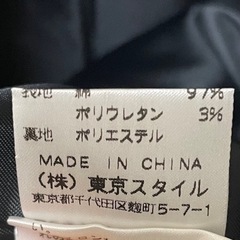 表地 綿 97%
ポリウレタン 3%
裏地 ポリエステル
MADE IN CHINA
(株) 東京スタイル
東京都千代田区麹町5-7-1